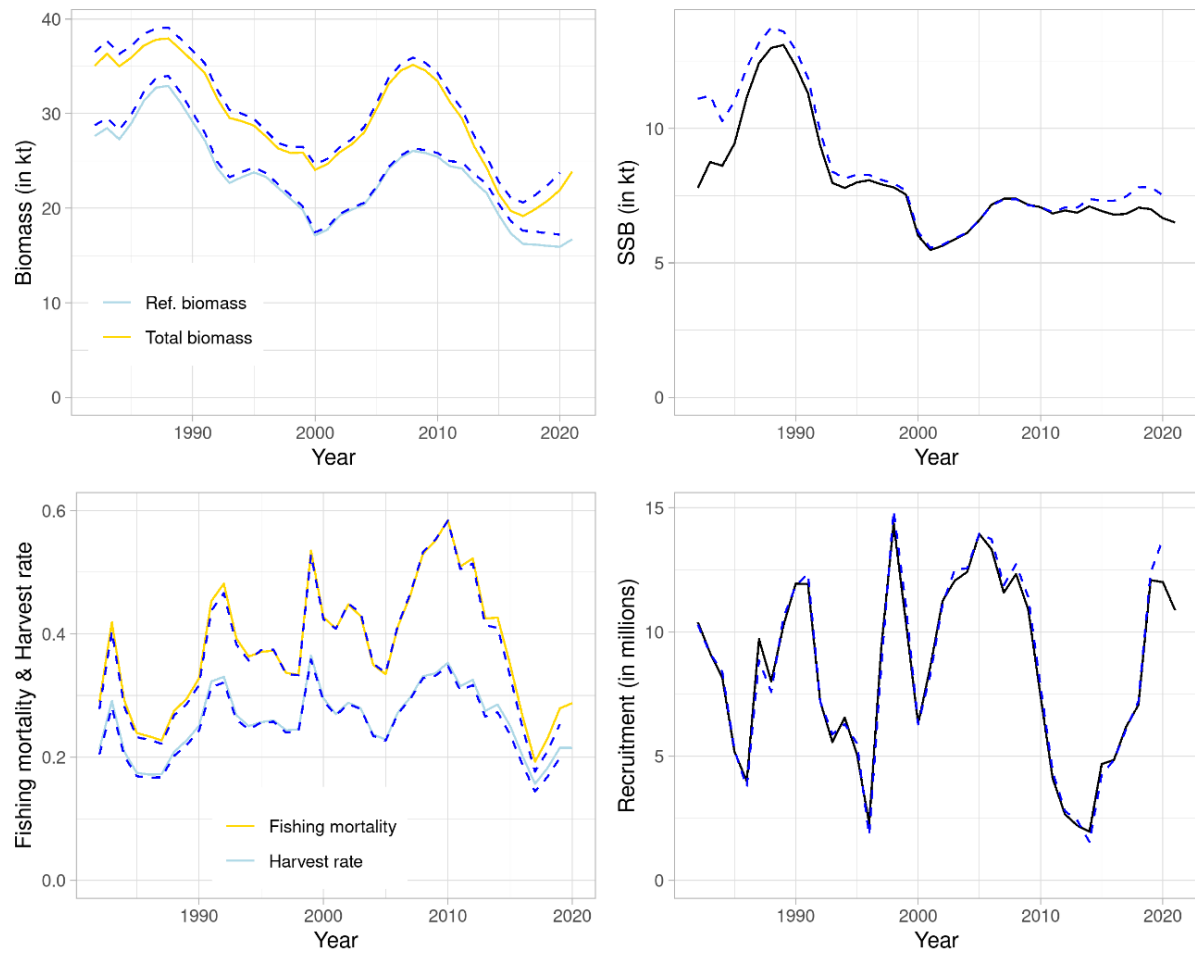 Biomass (in kt)
40
30
20
10
0
Ref. biomass
Total biomass
1990
2000
2010
2020
Year
SSB (in kt)
10
5
0
1990
2000
2010
2020
Year
Fishing mortality & Harvest rate
0.6
0.4
0.2
0.0
Fishing mortality
Harvest rate
1990
2000
2010
2020
Year
Recruitment (in millions)
15
10
5
0
1990
2000
2010
2020
Year